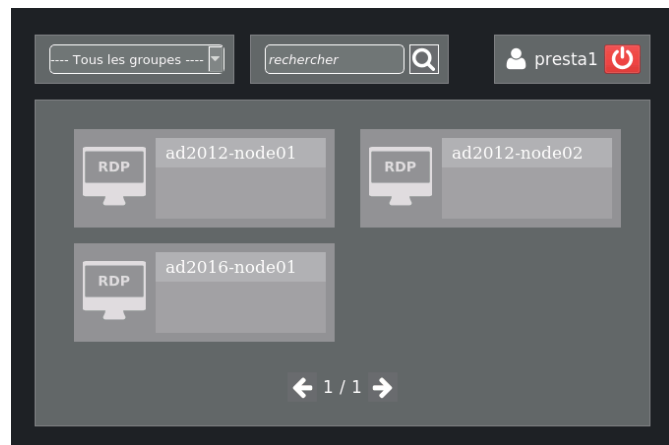 ---- Tous les groupes ----
rechercher
presta1
RDP
ad2012-node01
RDP
ad2012-node02
RDP
ad2016-node01
1 / 1